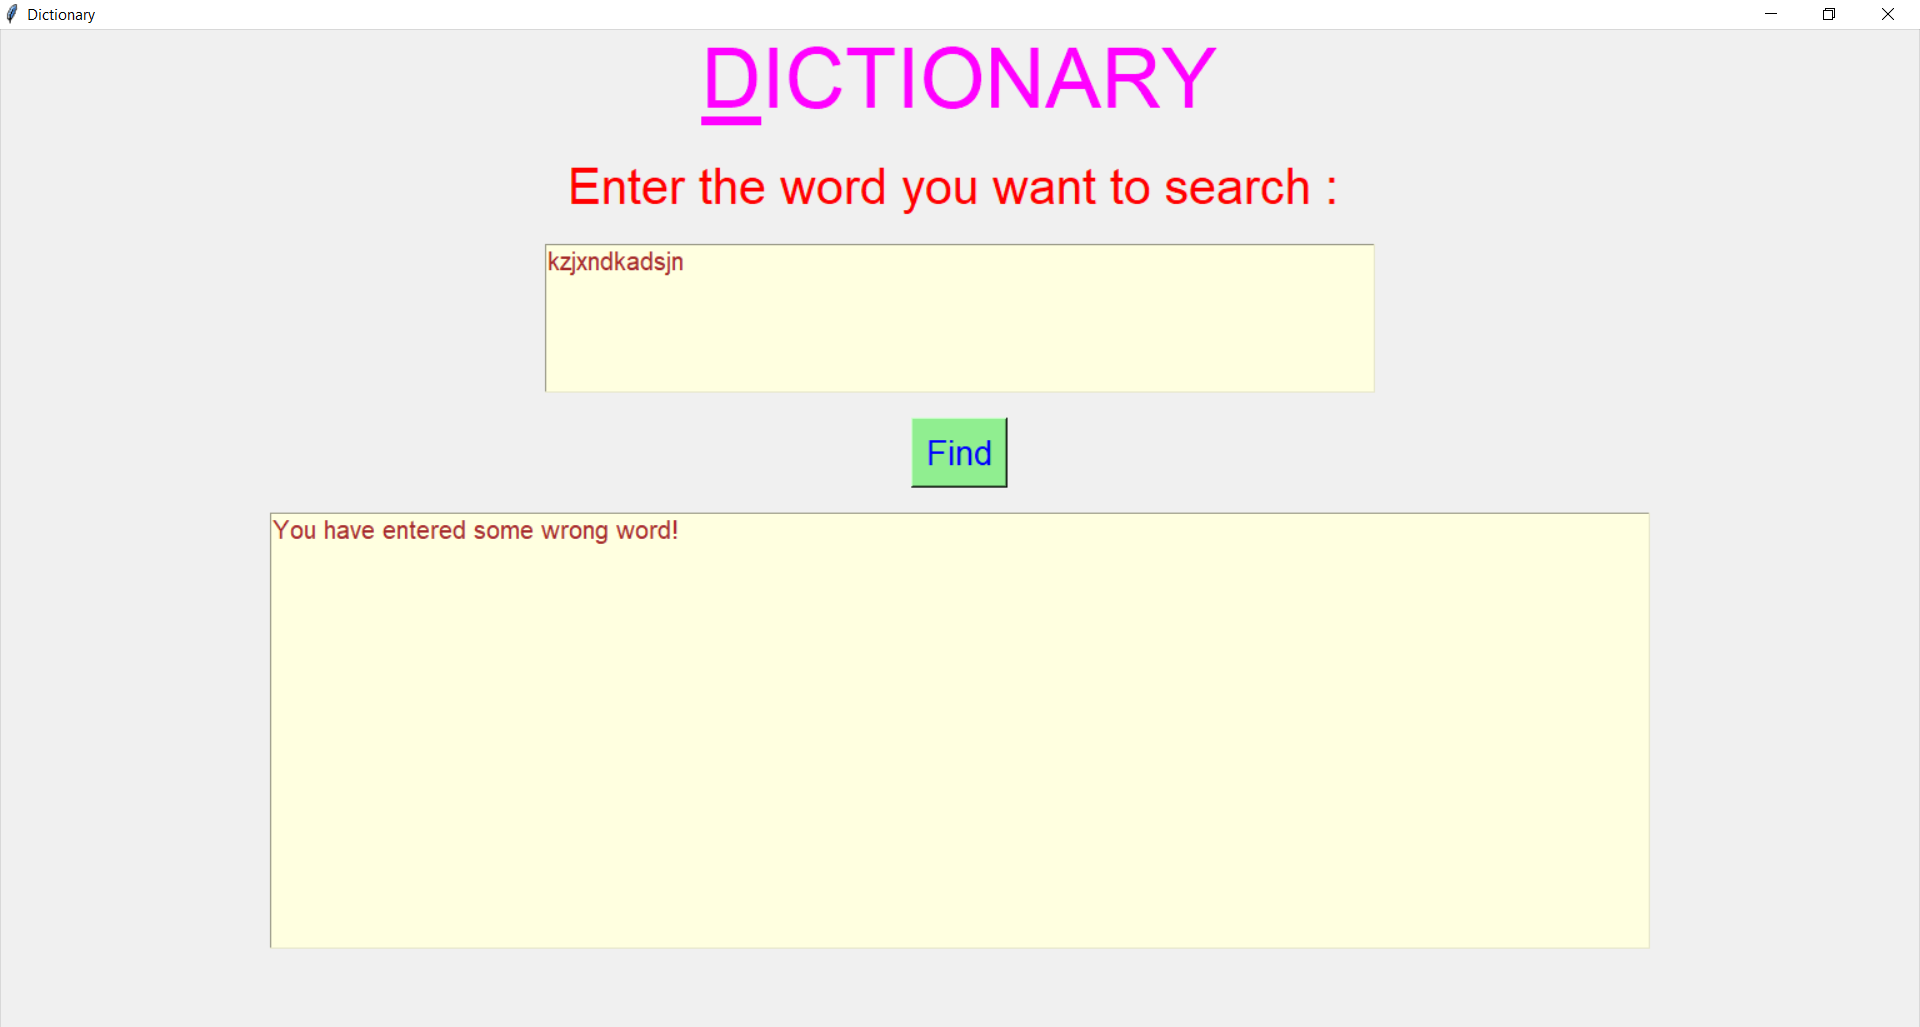 Dictionary
DICTIONARY
Enter the word you want to search :
kzjxndkadsjn
Find
You have entered some wrong word!